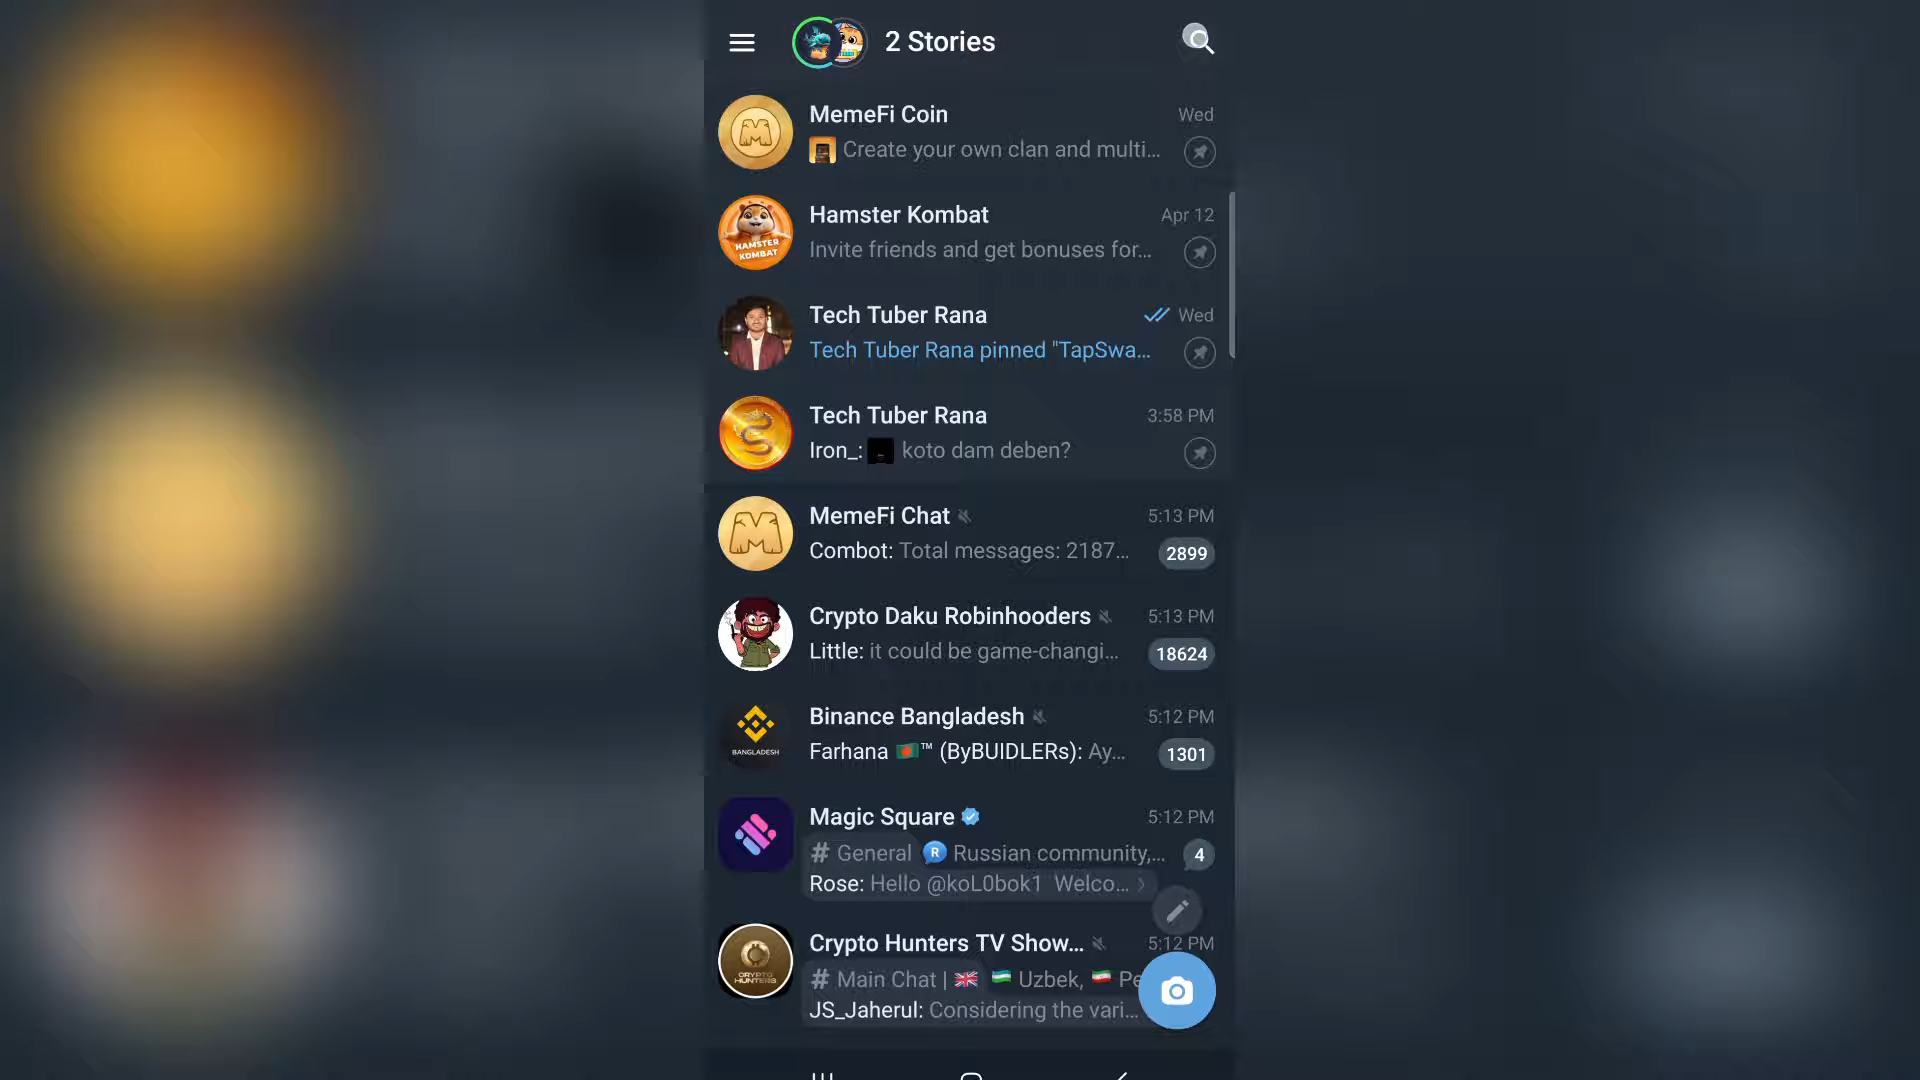 2 Stories
MemeFi Coin Wed
Create your own clan and multi...
Hamster Kombat Apr 12
HAMSTER
KOMBAT
Invite friends and get bonuses for...
Tech Tuber Rana Wed
Tech Tuber Rana pinned "TapSwa...
Tech Tuber Rana 3:58 PM
Iron_: koto dam deben?
MemeFi Chat 5:13 PM
Combot: Total messages: 2187... 2899
Crypto Daku Robinhooders 5:13 PM
Little: it could be game-changi... 18624
Binance Bangladesh 5:12 PM
BANGLADESH
Farhana 🇧🇩™ (ByBUIDLERs): Ay... 1301
Magic Square 5:12 PM
# General R Russian community,... 4
Rose: Hello @koL0bok1 Welco...
Crypto Hunters TV Show... 5:12 PM
CRYPTO
HUNTERS
# Main Chat | 🇬🇧 🇺🇿 Uzbek, 🇮🇷 Pe
JS_Jaherul: Considering the vari...